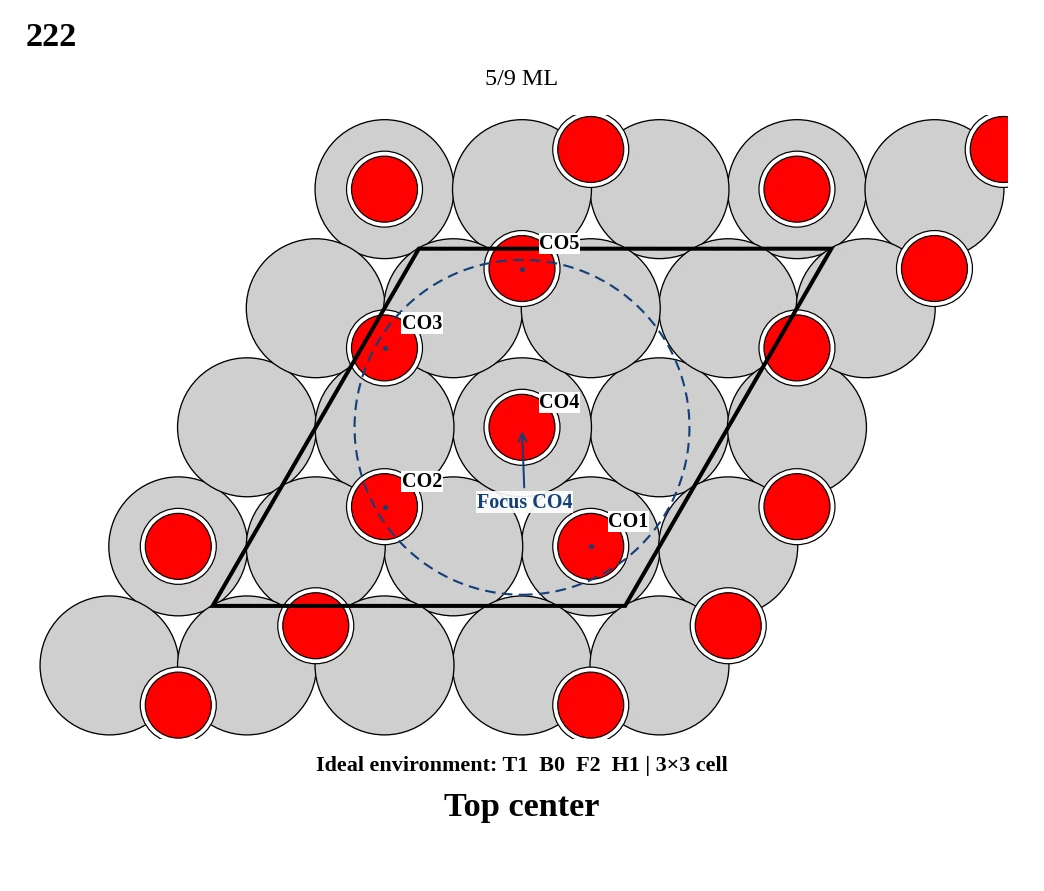 222
5/9 ML
CO5
CO3
CO4
CO2
Focus CO4
CO1
Ideal environment: T1 B0 F2 H1 | 3×3 cell
Top center